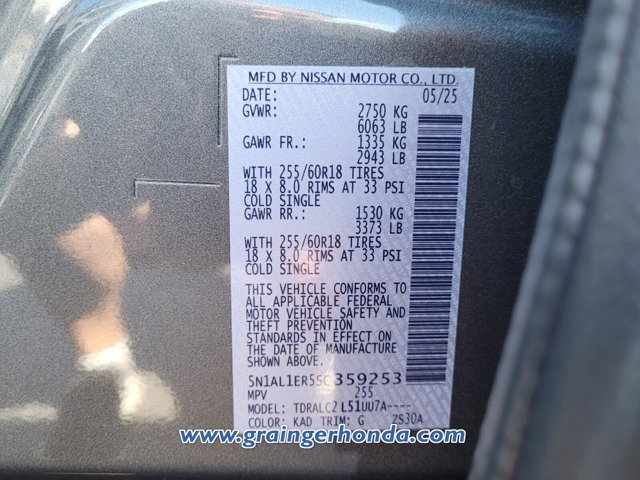 MFD BY NISSAN MOTOR CO., LTD.
DATE: 05/25
GVWR: 2750 KG
6063 LB
GAWR FR.: 1335 KG
2943 LB
WITH 255/60R18 TIRES
18 X 8.0 RIMS AT 33 PSI
COLD SINGLE
GAWR RR.: 1530 KG
3373 LB
WITH 255/60R18 TIRES
18 X 8.0 RIMS AT 33 PSI
COLD SINGLE
THIS VEHICLE CONFORMS TO
ALL APPLICABLE FEDERAL
MOTOR VEHICLE SAFETY AND
THEFT PREVENTION
STANDARDS IN EFFECT ON
THE DATE OF MANUFACTURE
SHOWN ABOVE.
5N1AL1ER5SC359253
MPV 255
MODEL: TDRALC2 L51UU7A----
COLOR: KAD TRIM: G ZS30A
www.graingerhonda.com